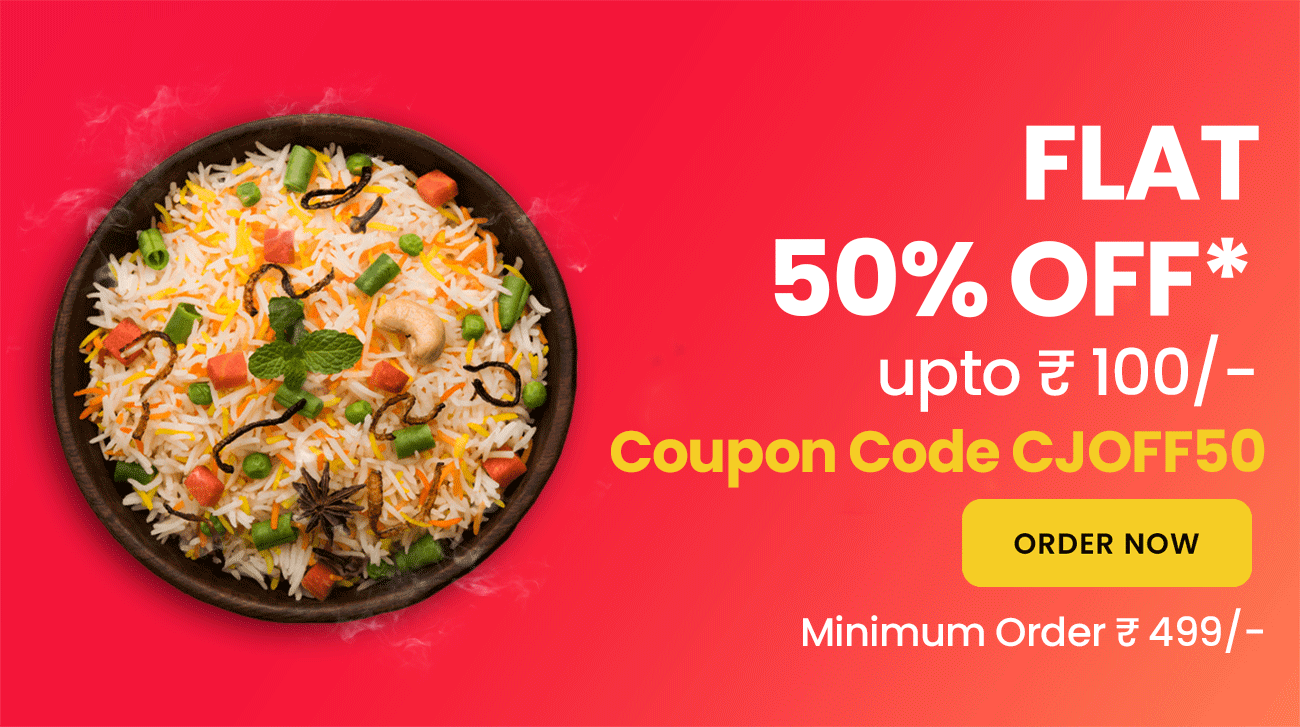 FLAT
50% OFF*
upto ₹ 100/-
Coupon Code CJOFF50
ORDER NOW
Minimum Order ₹ 499/-